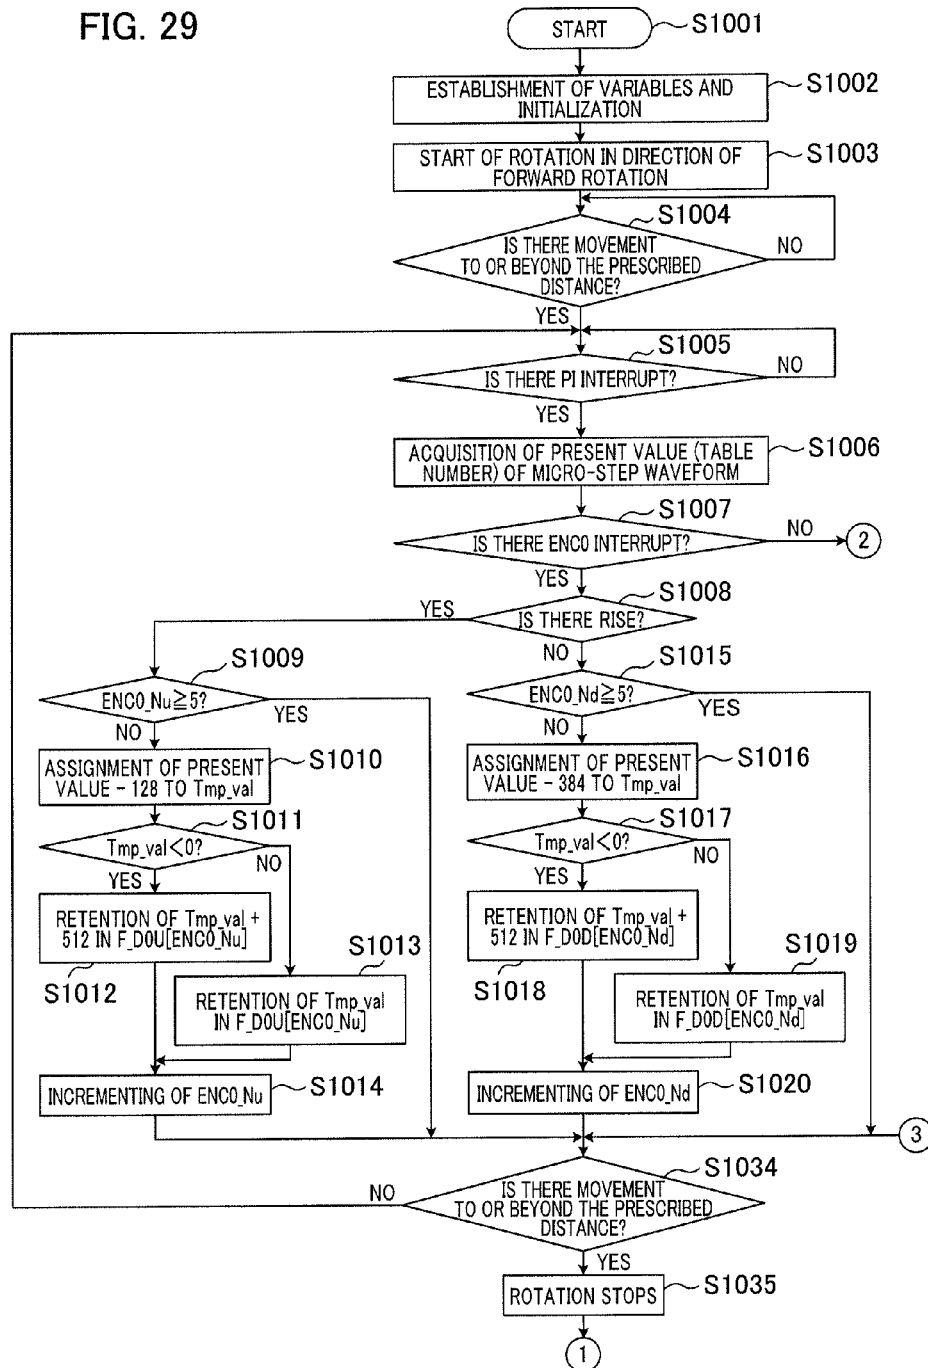 FIG. 29
START
S1001
ESTABLISHMENT OF VARIABLES AND
INITIALIZATION
S1002
START OF ROTATION IN DIRECTION OF
FORWARD ROTATION
S1003
S1004
IS THERE MOVEMENT
TO OR BEYOND THE PRESCRIBED
DISTANCE?
NO
YES
S1005
IS THERE PI INTERRUPT?
NO
YES
ACQUISITION OF PRESENT VALUE (TABLE
NUMBER) OF MICRO-STEP WAVEFORM
S1006
S1007
IS THERE ENC0 INTERRUPT?
NO
2
YES
S1008
IS THERE RISE?
YES
NO
S1009
ENC0_Nu≧5?
YES
NO
S1015
ENC0_Nd≧5?
YES
NO
ASSIGNMENT OF PRESENT
VALUE - 128 TO Tmp_val
S1010
ASSIGNMENT OF PRESENT
VALUE - 384 TO Tmp_val
S1016
S1011
Tmp_val<0?
NO
YES
S1017
Tmp_val<0?
NO
YES
RETENTION OF Tmp_val +
512 IN F_D0U[ENC0_Nu]
S1012
S1013
RETENTION OF Tmp_val
IN F_D0U[ENC0_Nu]
RETENTION OF Tmp_val +
512 IN F_D0D[ENC0_Nd]
S1018
S1019
RETENTION OF Tmp_val
IN F_D0D[ENC0_Nd]
INCREMENTING OF ENC0_Nu
S1014
INCREMENTING OF ENC0_Nd
S1020
3
S1034
IS THERE MOVEMENT
TO OR BEYOND THE PRESCRIBED
DISTANCE?
NO
YES
ROTATION STOPS
S1035
1